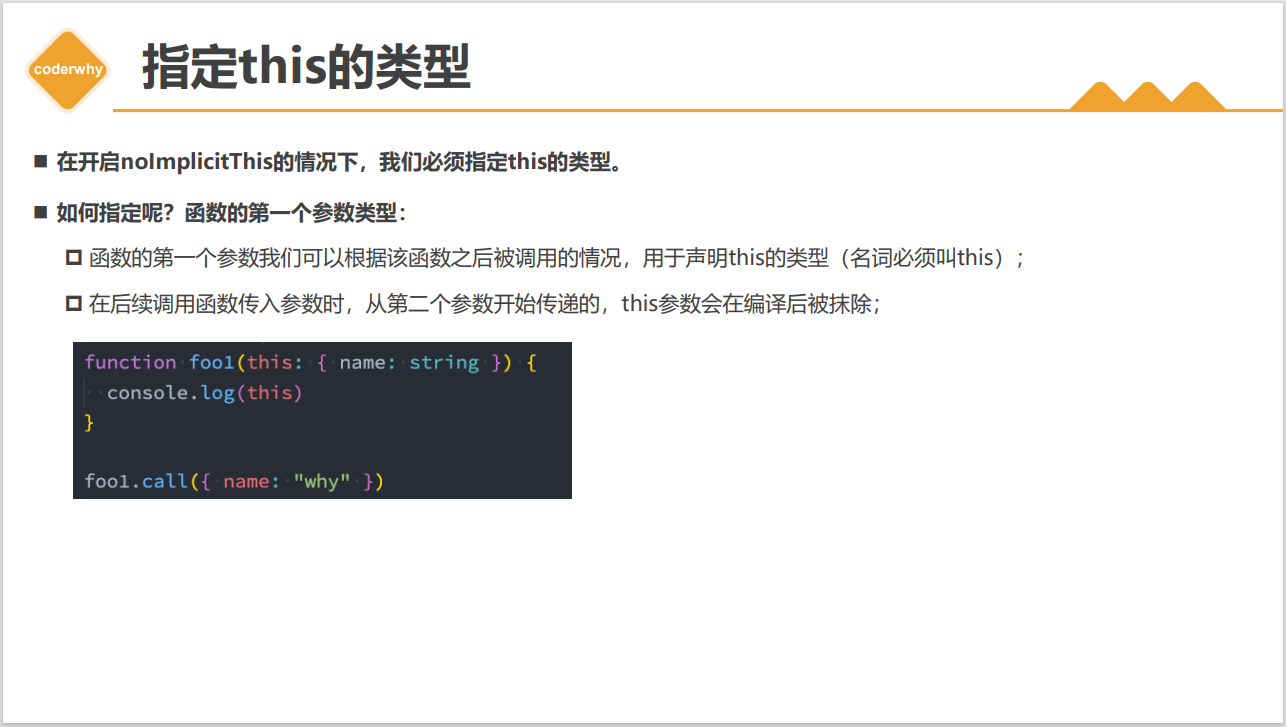 coderwhy
指定this的类型
在开启noImplicitThis的情况下，我们必须指定this的类型。
如何指定呢？函数的第一个参数类型：
函数的第一个参数我们可以根据该函数之后被调用的情况，用于声明this的类型（名词必须叫this）；
在后续调用函数传入参数时，从第二个参数开始传递的，this参数会在编译后被抹除；
function foo1(this: { name: string }) {
  console.log(this)
}
foo1.call({ name: "why" })